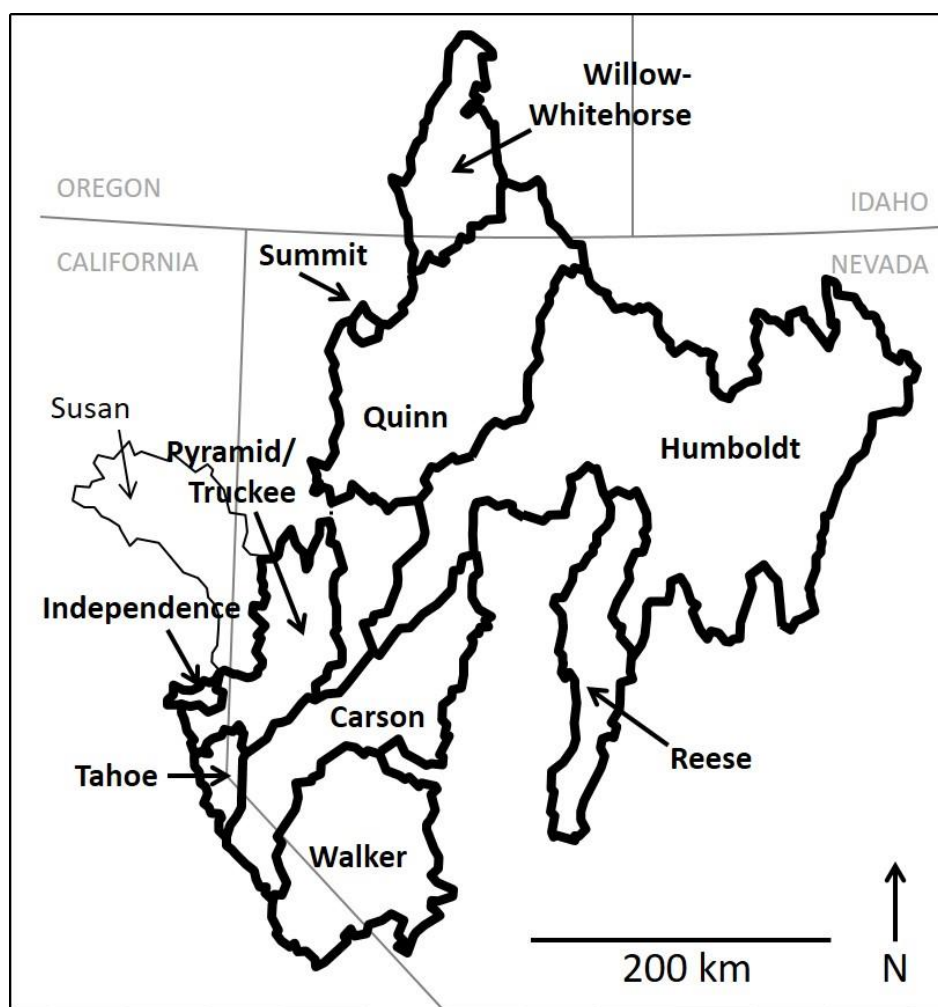 Willow-
Whitehorse
OREGON
IDAHO
CALIFORNIA
Summit
NEVADA
Susan
Quinn
Pyramid/
Truckee
Humboldt
Independence
Carson
Reese
Tahoe
Walker
200 km
N